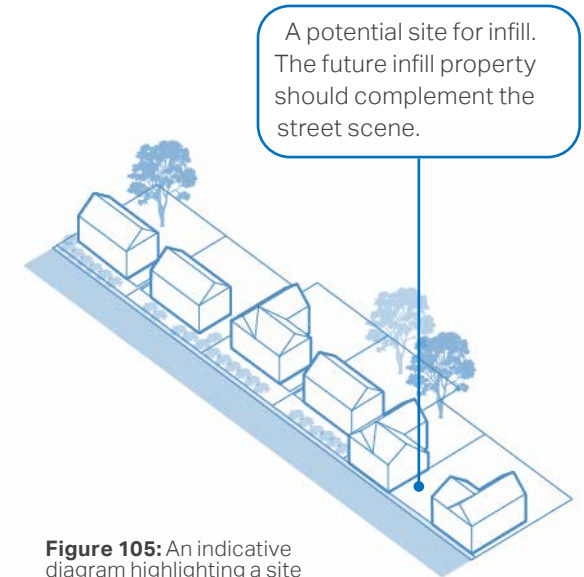 A potential site for infill.
The future infill property
should complement the
street scene.
Figure 105: An indicative
diagram highlighting a site